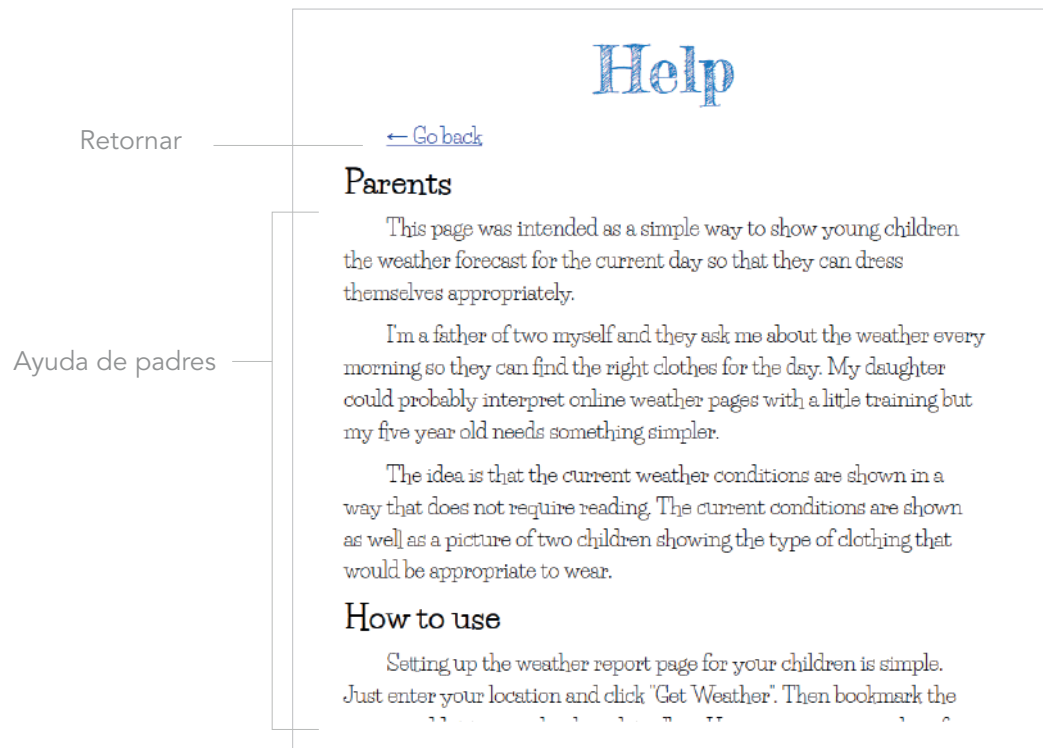 Help
Retornar
← Go back
Parents
This page was intended as a simple way to show young children
the weather forecast for the current day so that they can dress
themselves appropriately.
Ayuda de padres
I'm a father of two myself and they ask me about the weather every
morning so they can find the right clothes for the day. My daughter
could probably interpret online weather pages with a little training but
my five year old needs something simpler.
The idea is that the current weather conditions are shown in a
way that does not require reading. The current conditions are shown
as well as a picture of two children showing the type of clothing that
would be appropriate to wear.
How to use
Setting up the weather report page for your children is simple.
Just enter your location and click "Get Weather". Then bookmark the